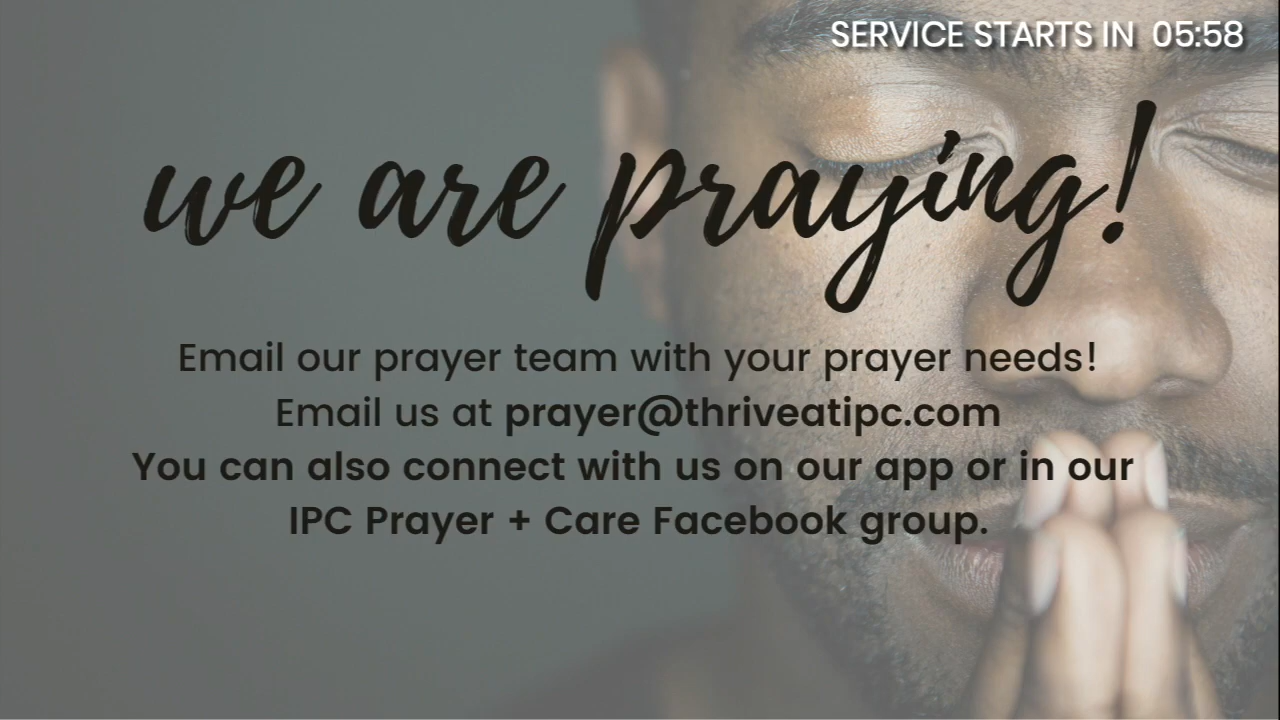 SERVICE STARTS IN 05:58
we are praying!
Email our prayer team with your prayer needs!
Email us at prayer@thriveatipc.com
You can also connect with us on our app or in our
IPC Prayer + Care Facebook group.